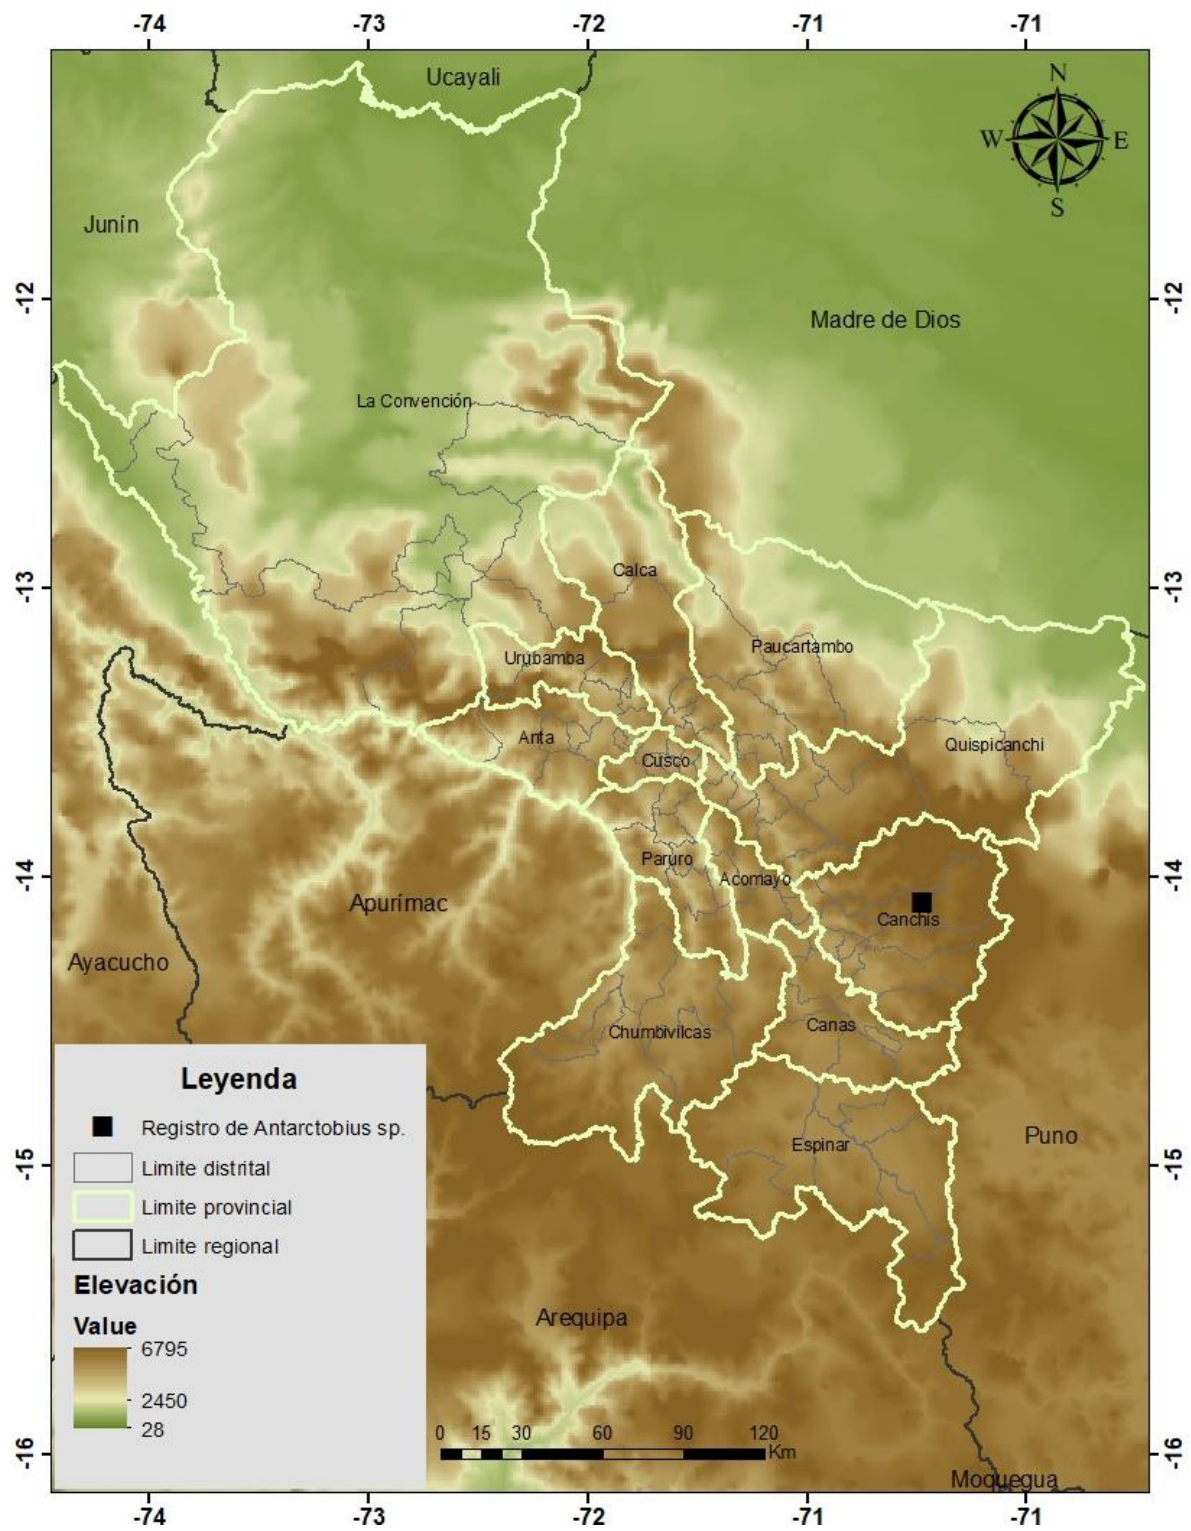 -74 -73 -72 -71 -71
Ucayali
N
W E
S
Junín
-12 -12
Madre de Dios
La Convención
Calca
-13 -13
Paucartambo
Urubamba
Anta
Quispicanchi
Cusco
Paruro
-14 -14
Acomayo
Apurímac
Canchis
Ayacucho
Chumbivilcas
Canas
Leyenda
Registro de Antarctobius sp.
Limite distrital
Limite provincial
Limite regional
Elevación
Value
6795
2450
28
Puno
Espinar
-15 -15
Arequipa
0 15 30 60 90 120
Km
-16 -16
Moquegua
-74 -73 -72 -71 -71